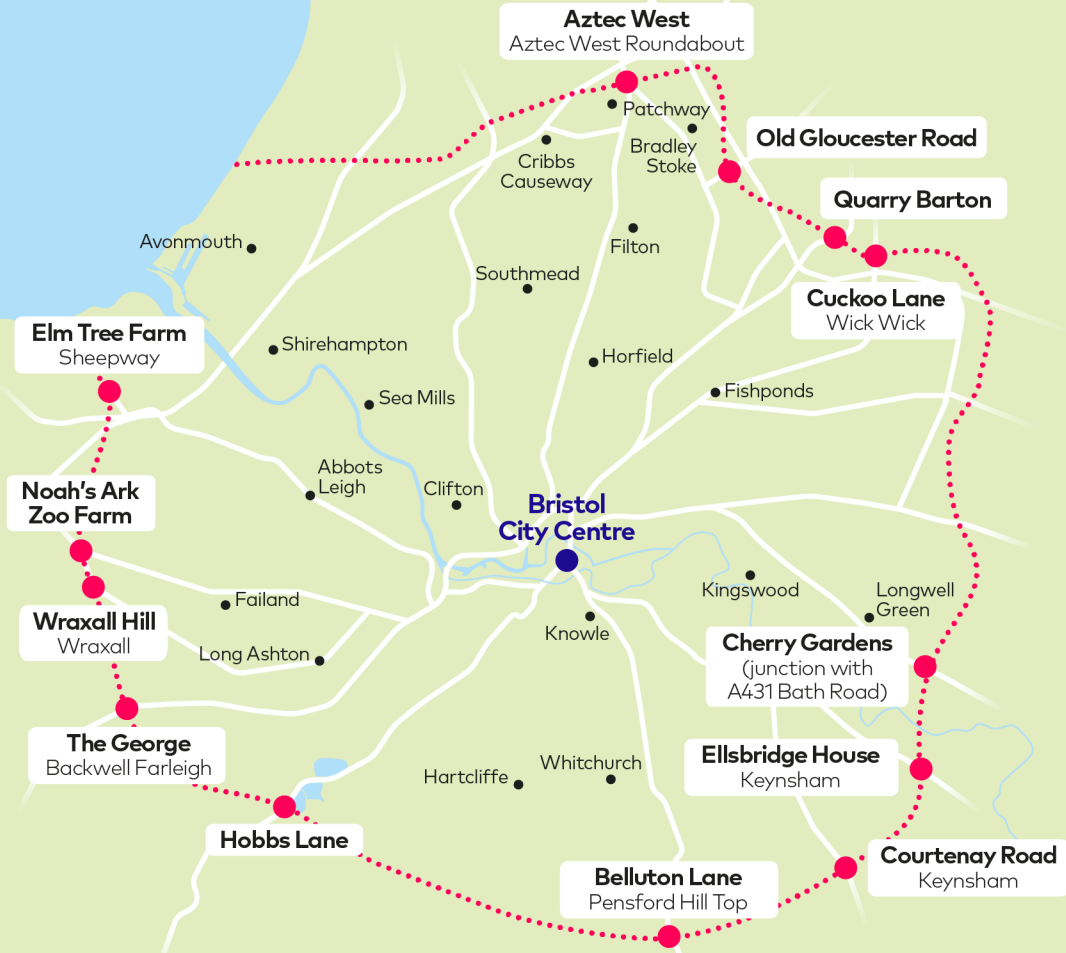 Aztec West
Aztec West Roundabout
Patchway
Old Gloucester Road
Bradley
Stoke
Cribbs
Causeway
Quarry Barton
Avonmouth
Filton
Southmead
Cuckoo Lane
Wick Wick
Elm Tree Farm
Sheepway
Shirehampton
Horfield
Sea Mills
Fishponds
Abbots
Leigh
Clifton
Noah's Ark
Zoo Farm
Bristol
City Centre
Kingswood
Longwell
Green
Failand
Wraxall Hill
Wraxall
Knowle
Long Ashton
Cherry Gardens
(junction with
A431 Bath Road)
The George
Backwell Farleigh
Ellsbridge House
Keynsham
Hartcliffe
Whitchurch
Hobbs Lane
Courtenay Road
Keynsham
Belluton Lane
Pensford Hill Top